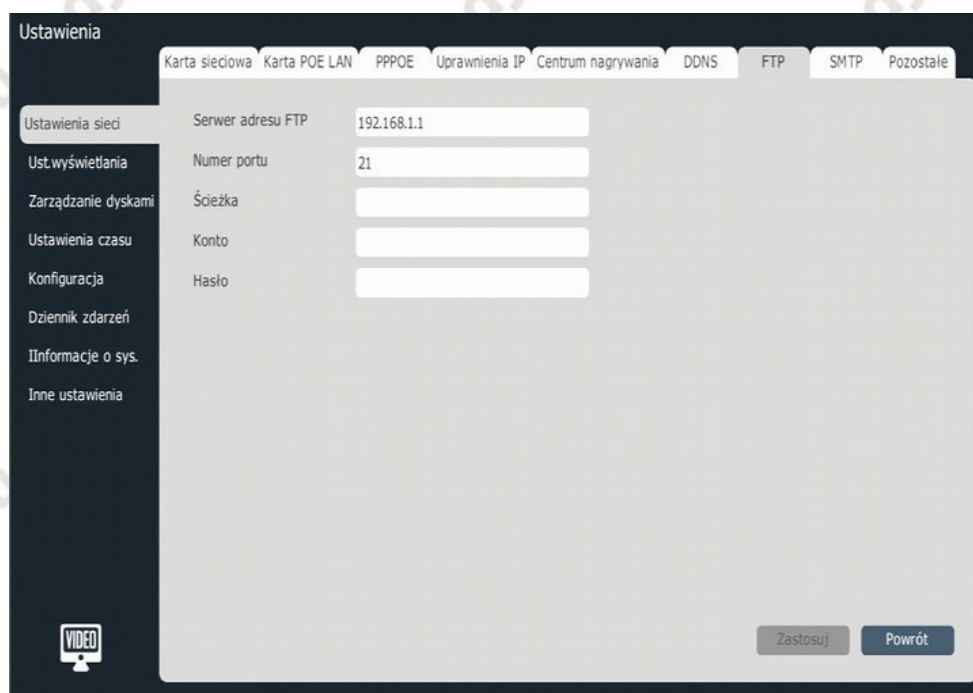 Ustawienia
Karta sieciowa Karta POE LAN PPPOE Uprawnienia IP Centrum nagrywania DDNS FTP SMTP Pozostałe
Ustawienia sieci
Ust.wyświetlania
Zarządzanie dyskami
Ustawienia czasu
Konfiguracja
Dziennik zdarzeń
IInformacje o sys.
Inne ustawienia
Serwer adresu FTP 192.168.1.1
Numer portu 21
Ścieżka
Konto
Hasło
VIDEO
Zastosuj Powrót